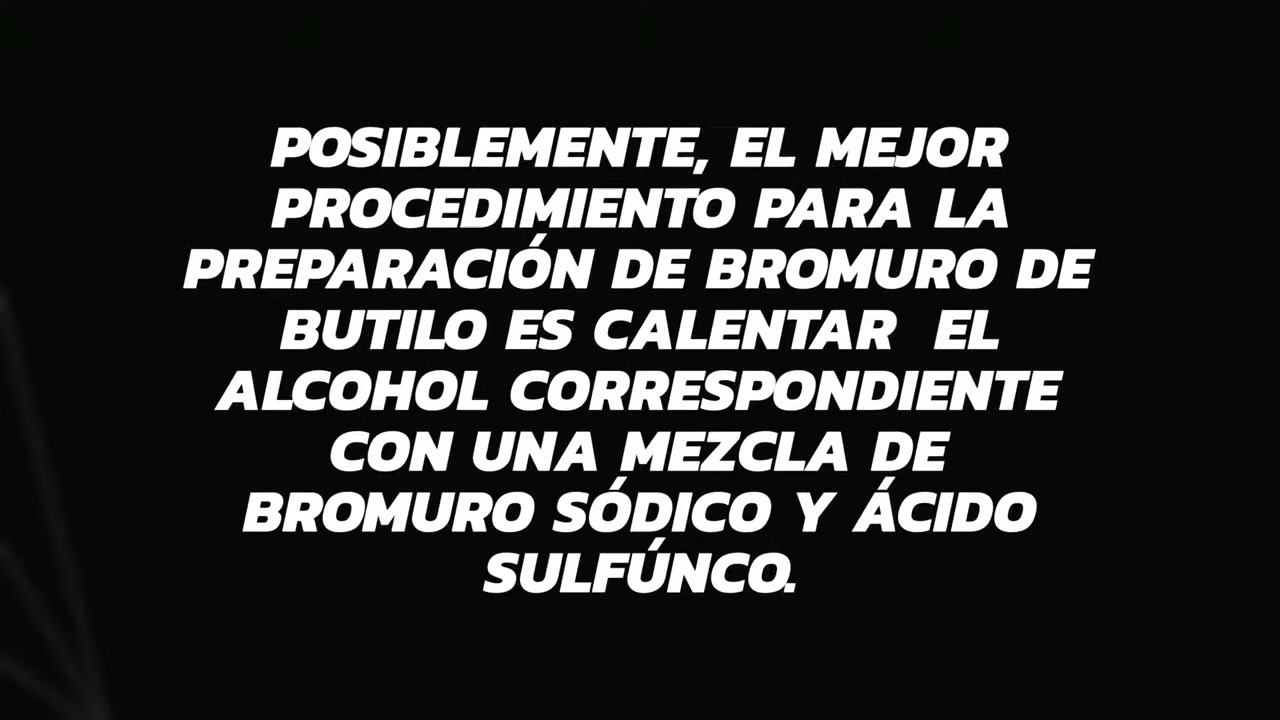 POSIBLEMENTE, EL MEJOR
PROCEDIMIENTO PARA LA
PREPARACIÓN DE BROMURO DE
BUTILO ES CALENTAR  EL
ALCOHOL CORRESPONDIENTE
CON UNA MEZCLA DE
BROMURO SÓDICO Y ÁCIDO
SULFÚNCO.